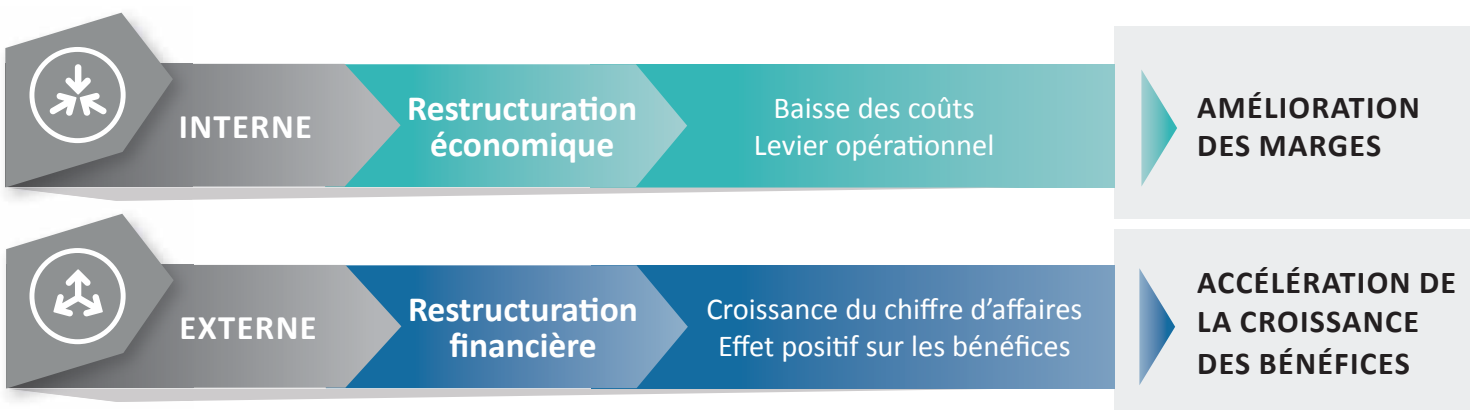 INTERNE
Restructuration
économique
Baisse des coûts
Levier opérationnel
AMÉLIORATION
DES MARGES
EXTERNE
Restructuration
financière
Croissance du chiffre d’affaires
Effet positif sur les bénéfices
ACCÉLÉRATION DE
LA CROISSANCE
DES BÉNÉFICES